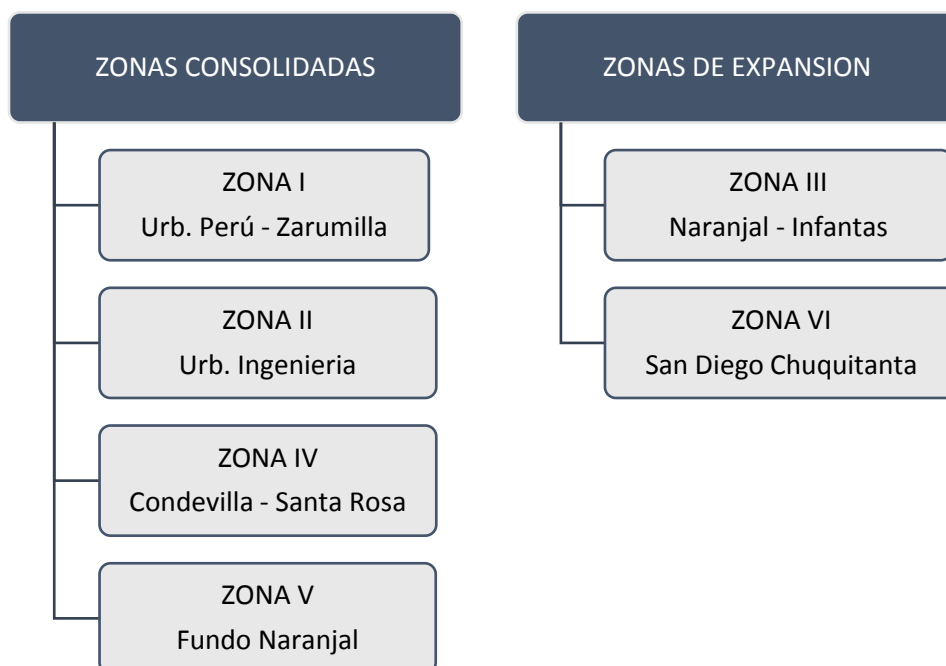 ZONAS CONSOLIDADAS
ZONA I
Urb. Perú - Zarumilla
ZONA II
Urb. Ingenieria
ZONA IV
Condevilla - Santa Rosa
ZONA V
Fundo Naranjal
ZONAS DE EXPANSION
ZONA III
Naranjal - Infantas
ZONA VI
San Diego Chuquitanta